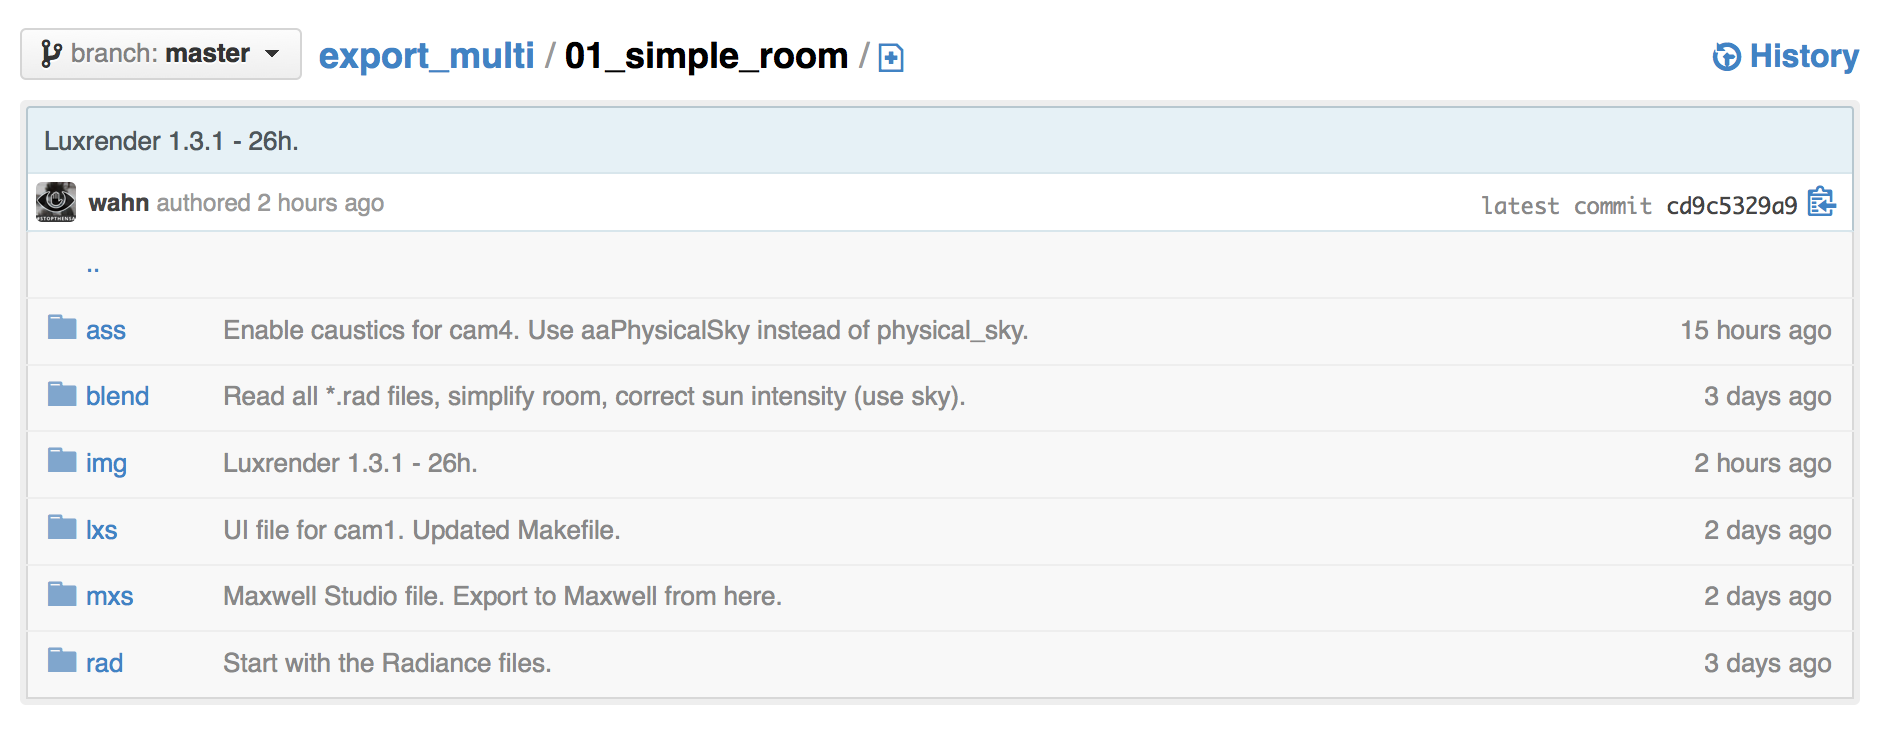 branch: master export_multi / 01_simple_room / History
Luxrender 1.3.1 - 26h.
wahn authored 2 hours ago latest commit cd9c5329a9
..
ass Enable caustics for cam4. Use aaPhysicalSky instead of physical_sky. 15 hours ago
blend Read all *.rad files, simplify room, correct sun intensity (use sky). 3 days ago
img Luxrender 1.3.1 - 26h. 2 hours ago
lxs UI file for cam1. Updated Makefile. 2 days ago
mxs Maxwell Studio file. Export to Maxwell from here. 2 days ago
rad Start with the Radiance files. 3 days ago